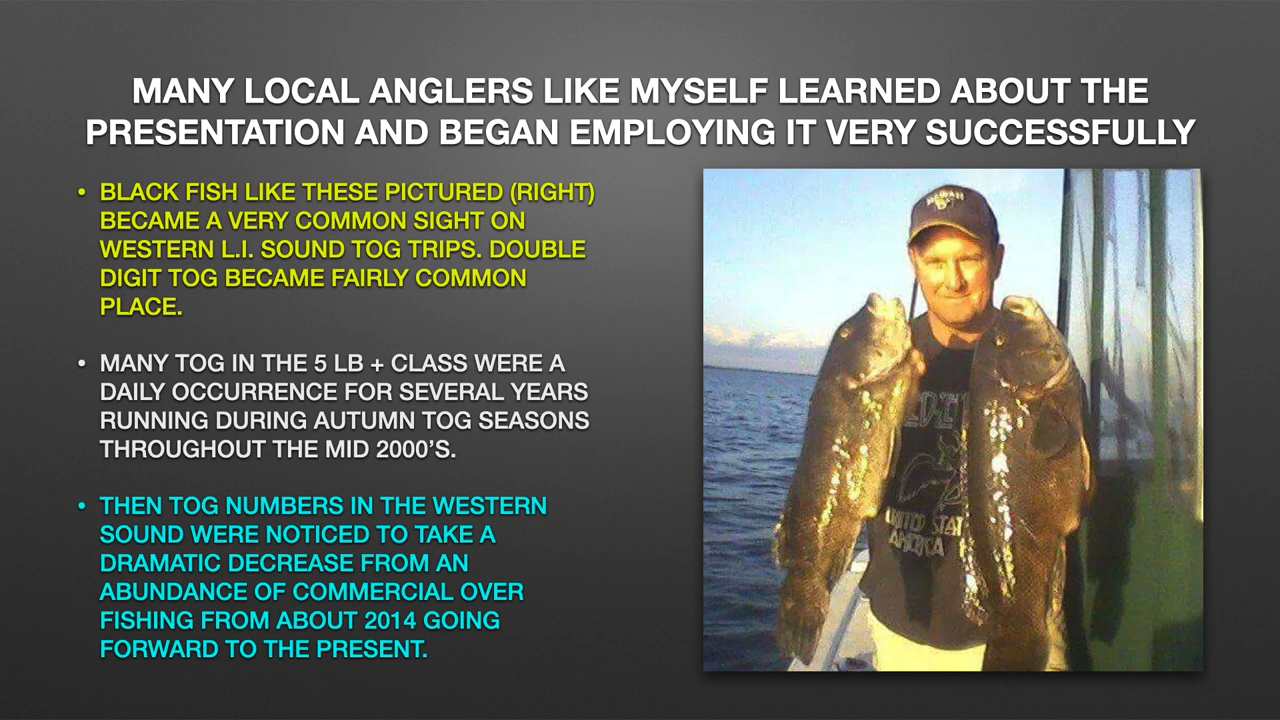 MANY LOCAL ANGLERS LIKE MYSELF LEARNED ABOUT THE
PRESENTATION AND BEGAN EMPLOYING IT VERY SUCCESSFULLY
• BLACK FISH LIKE THESE PICTURED (RIGHT)
BECAME A VERY COMMON SIGHT ON
WESTERN L.I. SOUND TOG TRIPS. DOUBLE
DIGIT TOG BECAME FAIRLY COMMON
PLACE.
• MANY TOG IN THE 5 LB + CLASS WERE A
DAILY OCCURRENCE FOR SEVERAL YEARS
RUNNING DURING AUTUMN TOG SEASONS
THROUGHOUT THE MID 2000’S.
• THEN TOG NUMBERS IN THE WESTERN
SOUND WERE NOTICED TO TAKE A
DRAMATIC DECREASE FROM AN
ABUNDANCE OF COMMERCIAL OVER
FISHING FROM ABOUT 2014 GOING
FORWARD TO THE PRESENT.
HAWAII
UNITED STAT
AMERICA